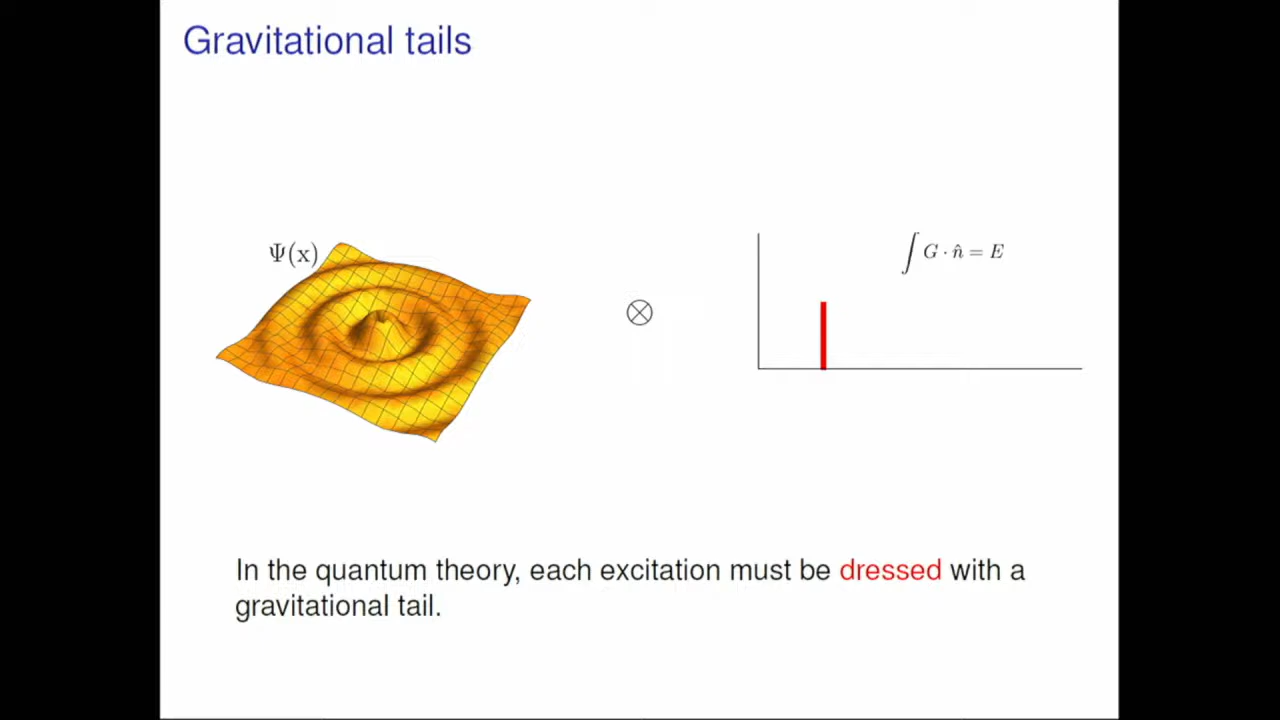 Gravitational tails
Ψ(x)
⊗
∫ G · n̂ = E
In the quantum theory, each excitation must be dressed with a
gravitational tail.